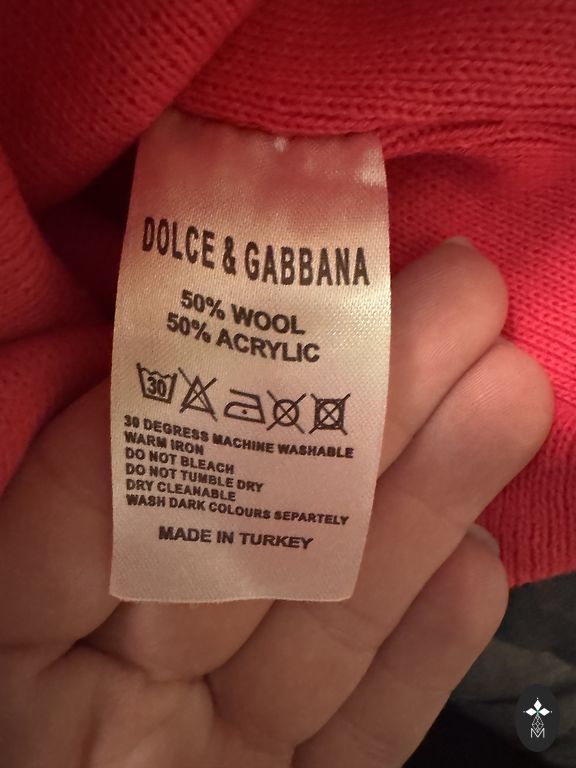 DOLCE & GABBANA
50% WOOL
50% ACRYLIC
30
30 DEGRESS MACHINE WASHABLE
WARM IRON
DO NOT BLEACH
DO NOT TUMBLE DRY
DRY CLEANABLE
WASH DARK COLOURS SEPARTELY
MADE IN TURKEY
M